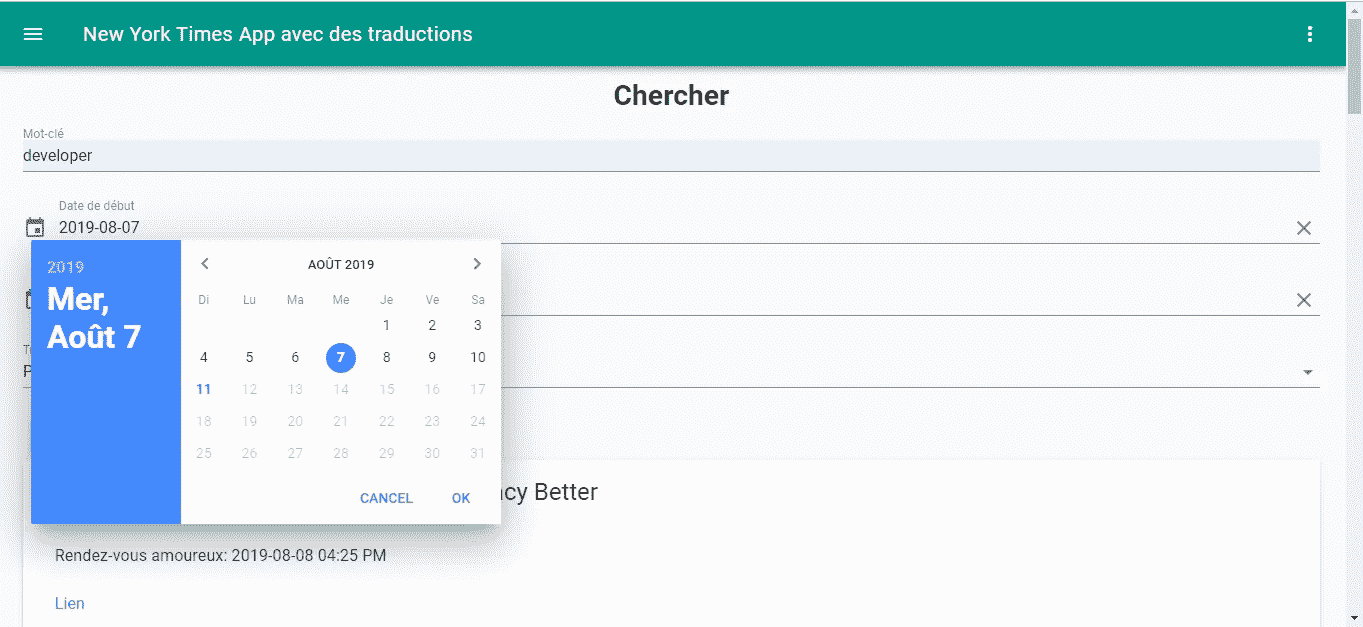 New York Times App avec des traductions
Chercher
Mot-clé
developer
Date de début
2019-08-07
2019
Mer,
Août 7
AOÛT 2019
Di Lu Ma Me Je Ve Sa
1 2 3
4 5 6 7 8 9 10
11 12 13 14 15 16 17
18 19 20 21 22 23 24
25 26 27 28 29 30 31
CANCEL OK
Better
Rendez-vous amoureux: 2019-08-08 04:25 PM
Lien